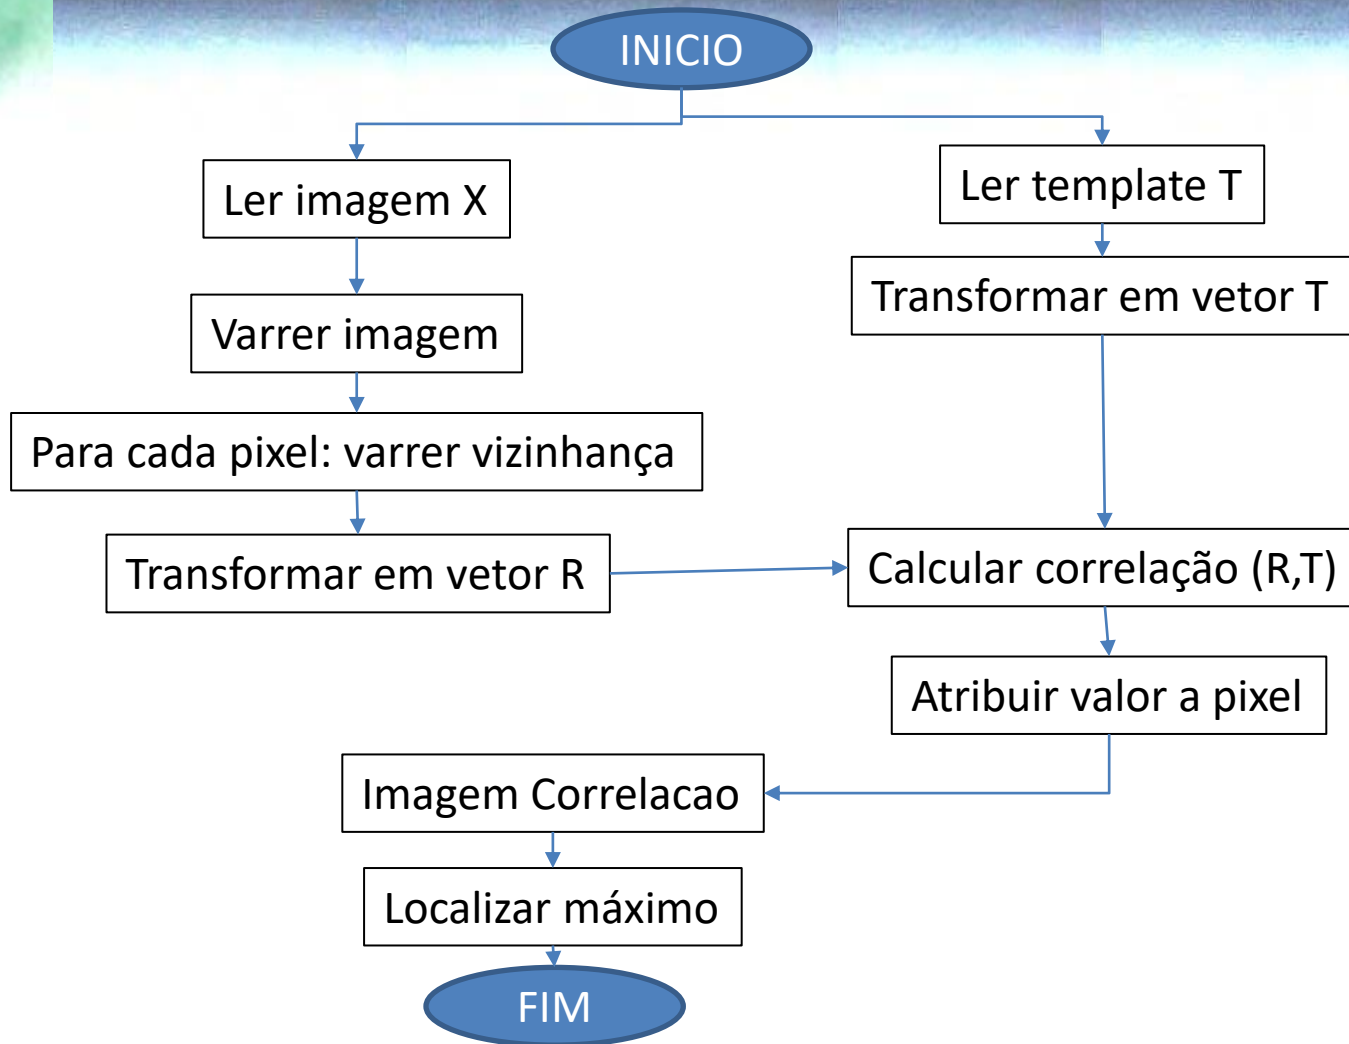 INICIO
Ler imagem X
Ler template T
Transformar em vetor T
Varrer imagem
Para cada pixel: varrer vizinhança
Transformar em vetor R
Calcular correlação (R,T)
Atribuir valor a pixel
Imagem Correlacao
Localizar máximo
FIM